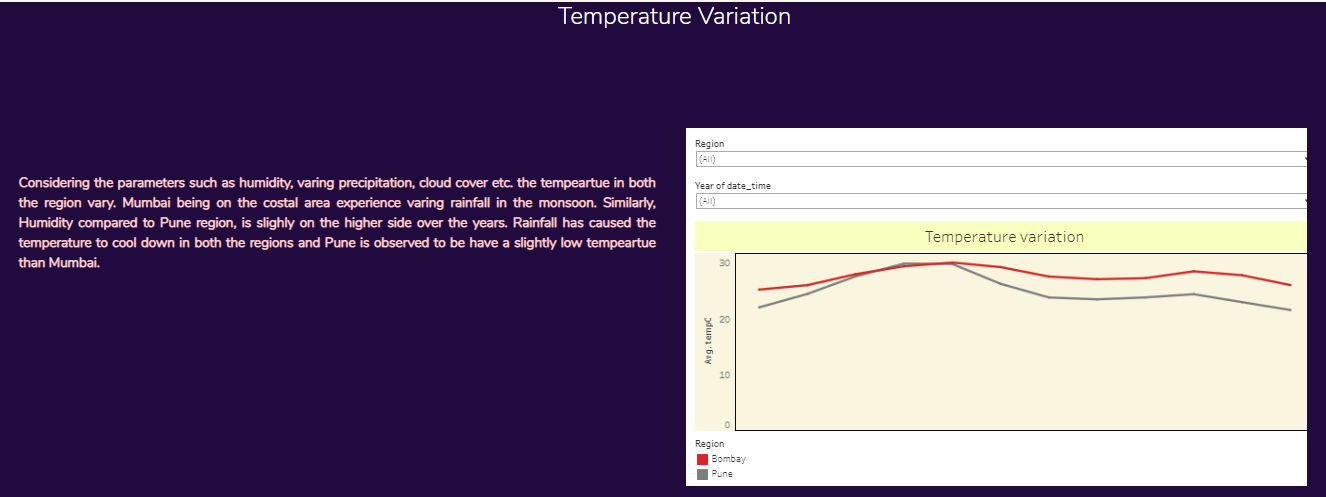 Temperature Variation
Considering the parameters such as humidity, varing precipitation, cloud cover etc. the tempeartue in both
the region vary. Mumbai being on the costal area experience varing rainfall in the monsoon. Similarly,
Humidity compared to Pune region, is slighly on the higher side over the years. Rainfall has caused the
temperature to cool down in both the regions and Pune is observed to be have a slightly low tempeartue
than Mumbai.
Region
(All)
Year of date_time
(All)
Temperature variation
30
20
10
0
Avg. tempC
Region
Bombay
Pune